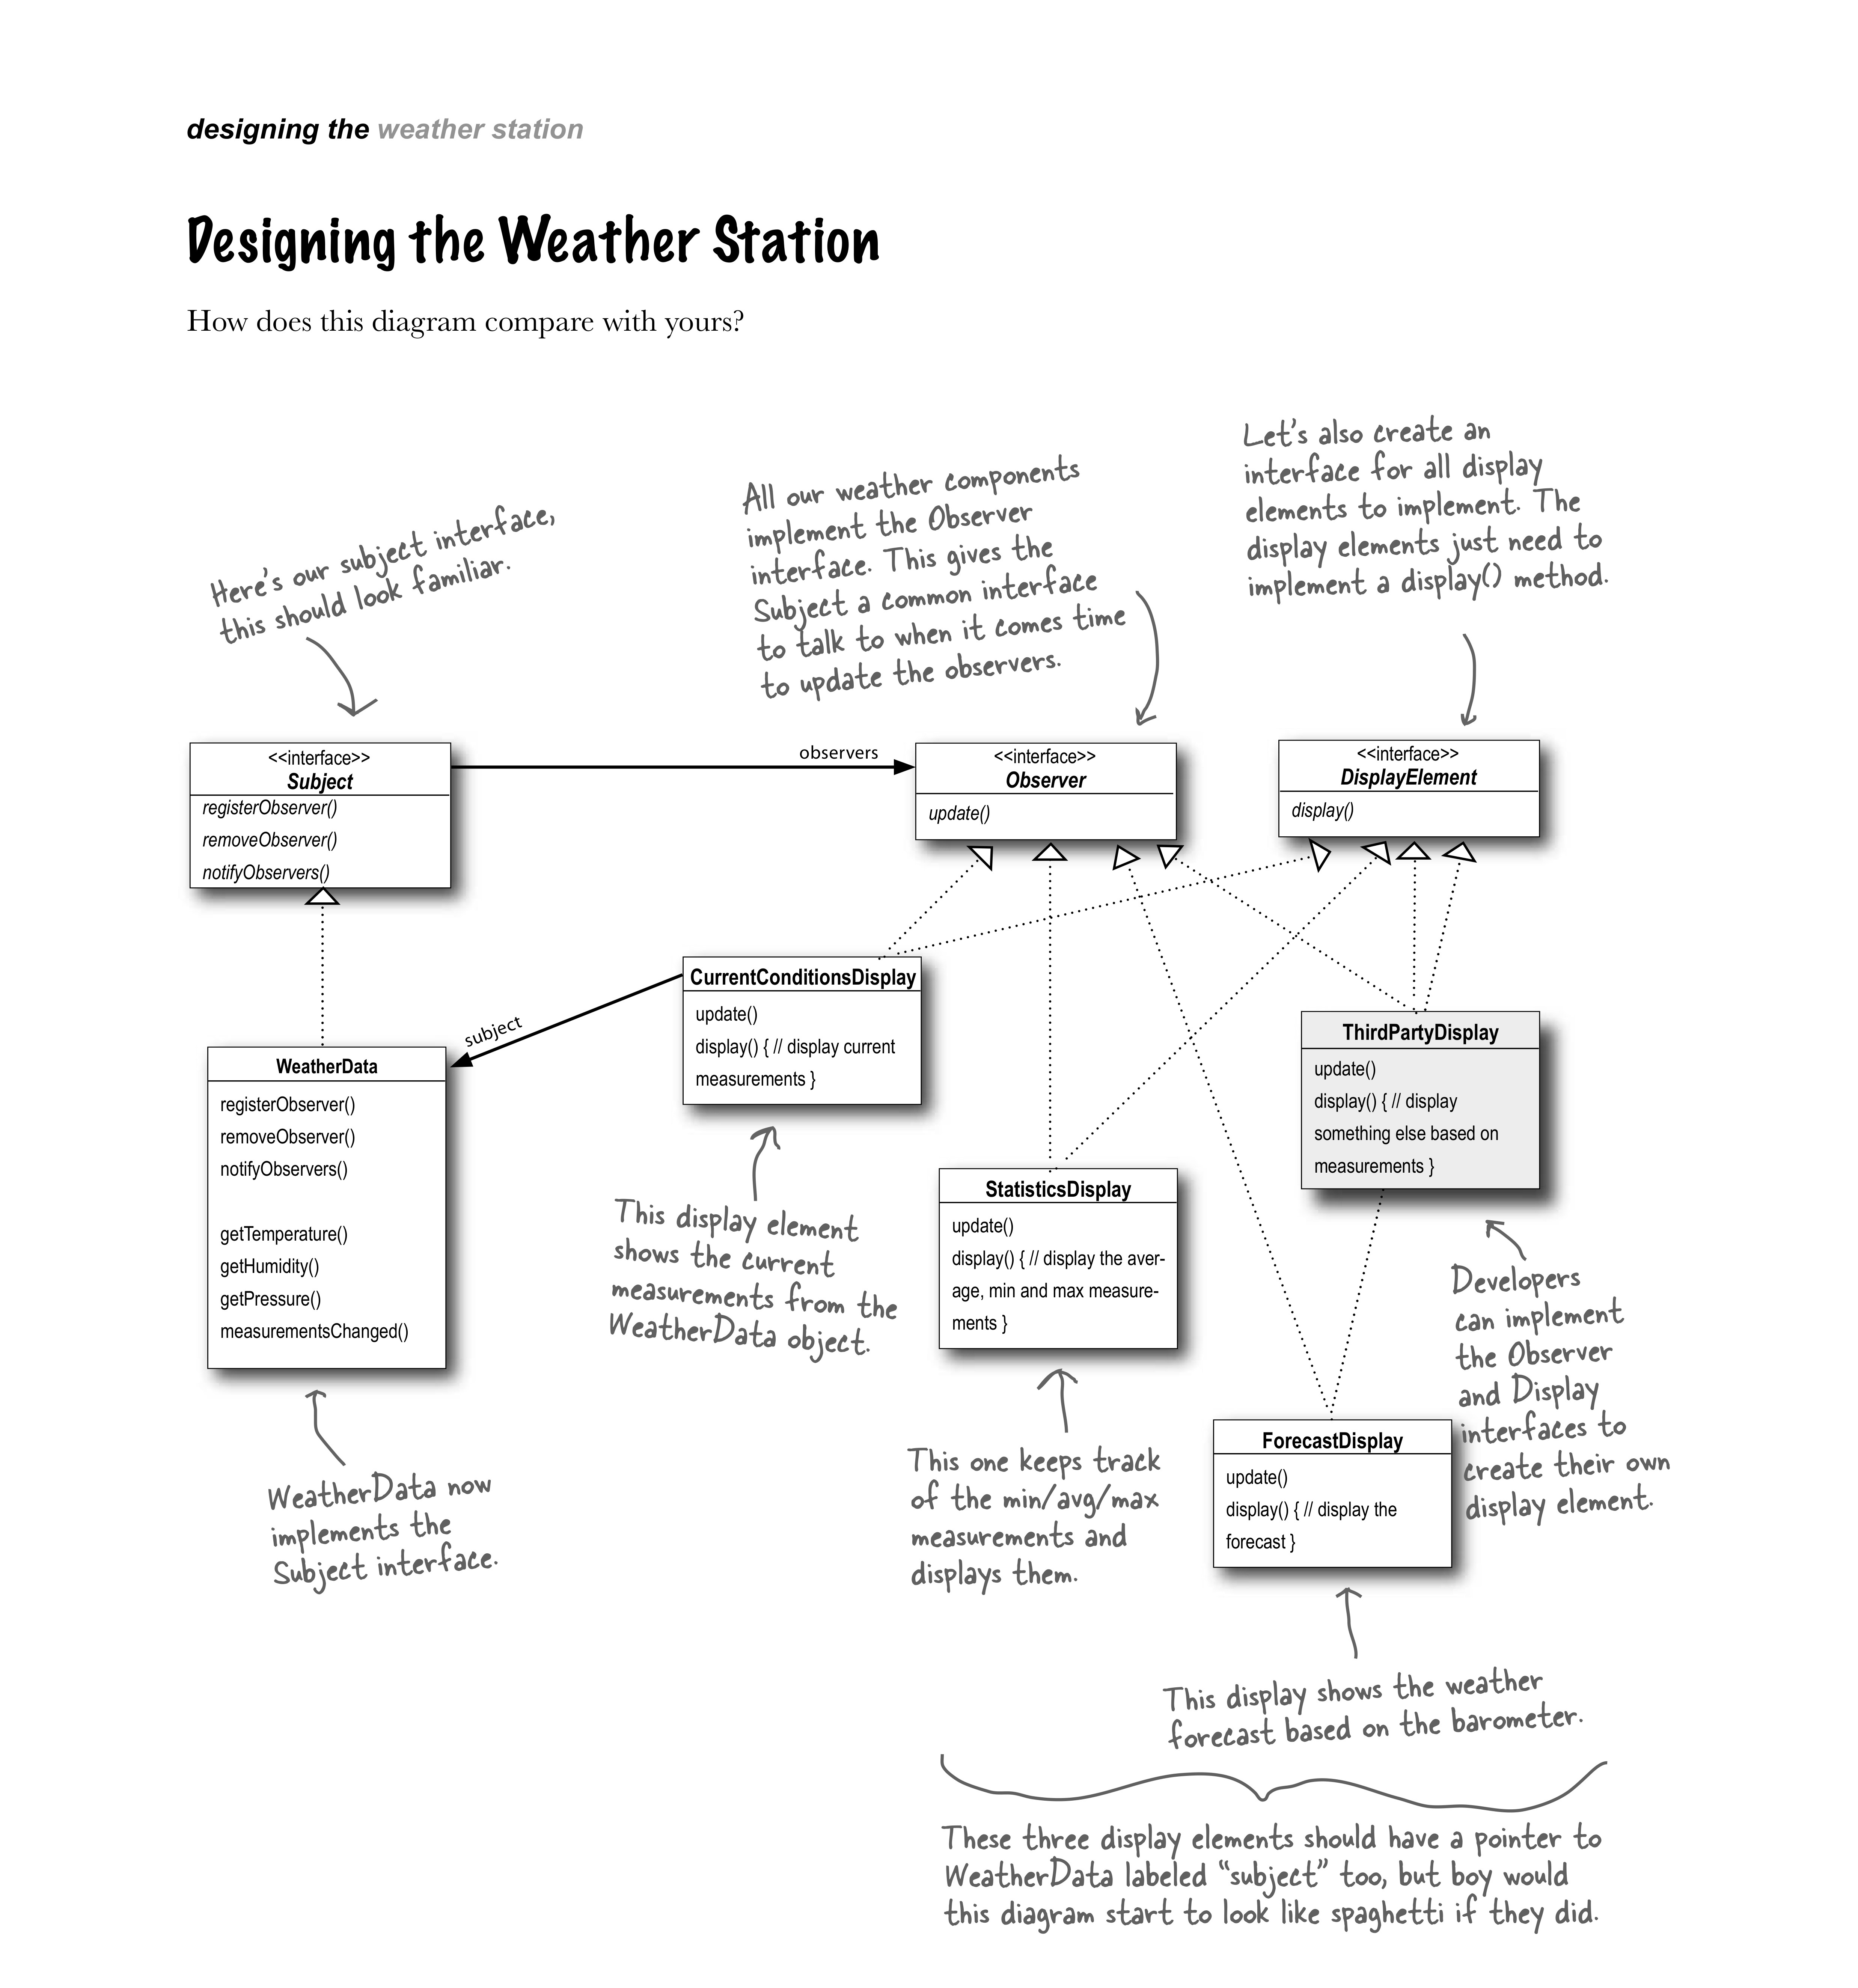 designing the weather station
Designing the Weather Station
How does this diagram compare with yours?
Here's our subject interface,
this should look familiar.
All our weather components
implement the Observer
interface. This gives the
Subject a common interface
to talk to when it comes time
to update the observers.
Let's also create an
interface for all display
elements to implement. The
display elements just need to
implement a display() method.
<<interface>>
Subject
registerObserver()
removeObserver()
notifyObservers()
observers
<<interface>>
Observer
update()
<<interface>>
DisplayElement
display()
subject
CurrentConditionsDisplay
update()
display() { // display current
measurements }
WeatherData
registerObserver()
removeObserver()
notifyObservers()
getTemperature()
getHumidity()
getPressure()
measurementsChanged()
ThirdPartyDisplay
update()
display() { // display
something else based on
measurements }
This display element
shows the current
measurements from the
WeatherData object.
StatisticsDisplay
update()
display() { // display the aver-
age, min and max measure-
ments }
Developers
can implement
the Observer
and Display
interfaces to
create their own
display element.
WeatherData now
implements the
Subject interface.
This one keeps track
of the min/avg/max
measurements and
displays them.
ForecastDisplay
update()
display() { // display the
forecast }
This display shows the weather
forecast based on the barometer.
These three display elements should have a pointer to
WeatherData labeled “subject” too, but boy would
this diagram start to look like spaghetti if they did.